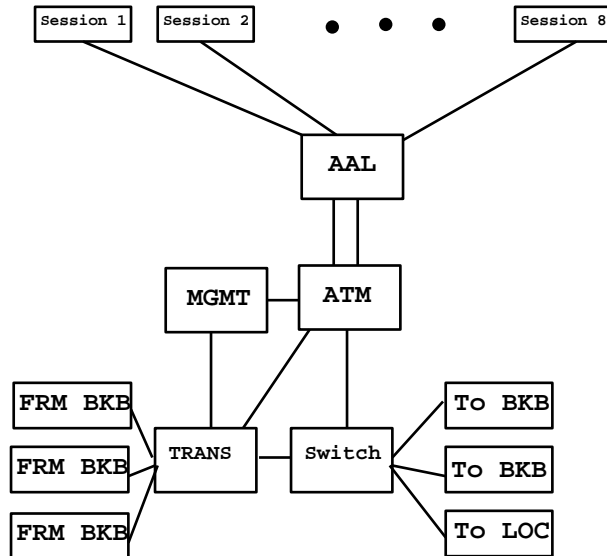 Session 1
Session 2
Session 8
AAL
MGMT
ATM
FRM BKB
TRANS
Switch
To BKB
FRM BKB
To BKB
FRM BKB
To LOC